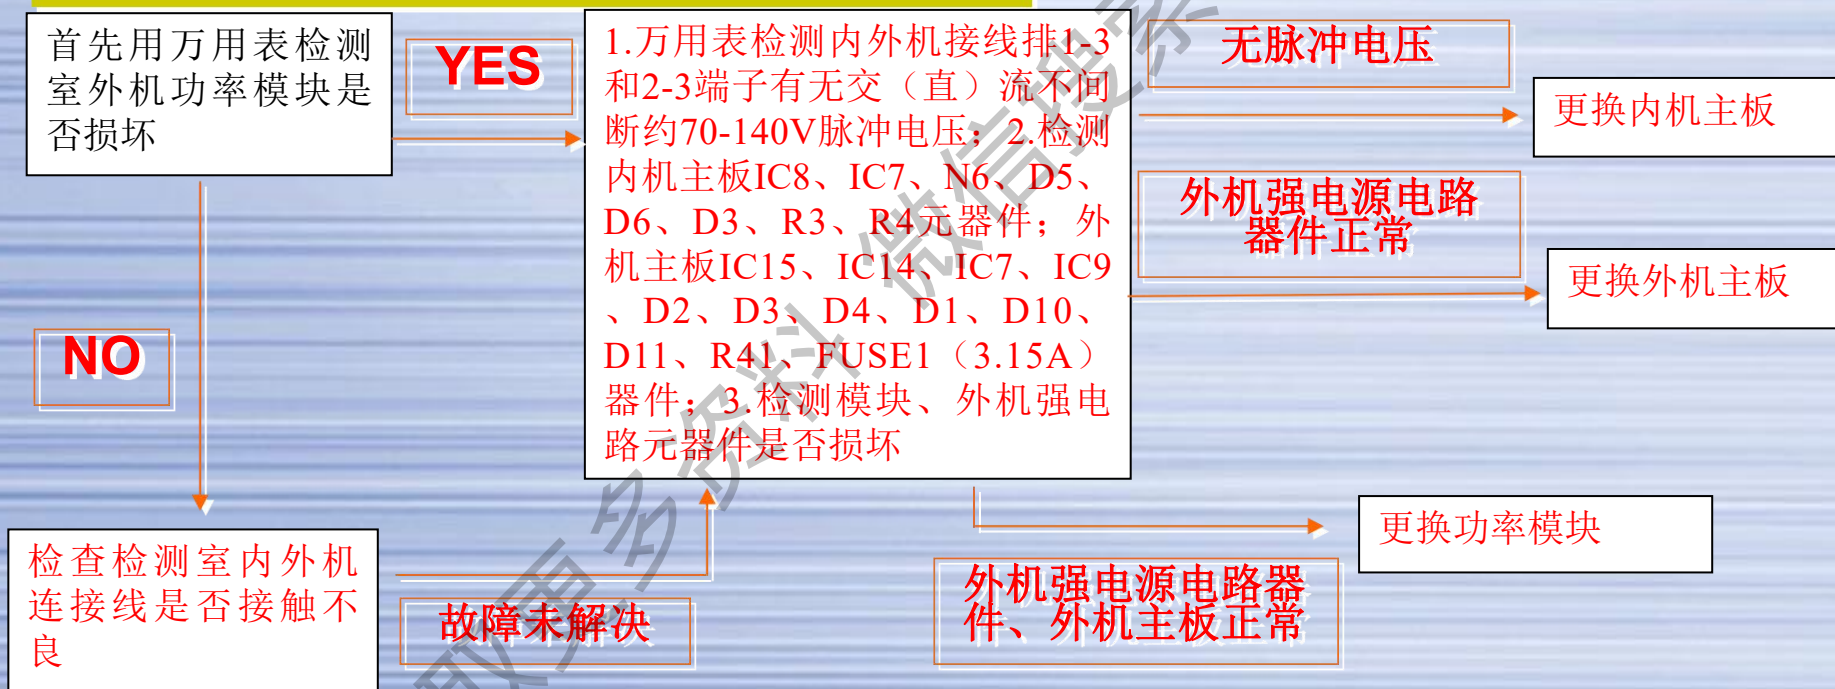 首先用万用表检测
室外机功率模块是
否损坏
YES
1.万用表检测内外机接线排1-3
和2-3端子有无交（直）流不间
断约70-140V脉冲电压；2.检测
内机主板IC8、IC7、N6、D5、
D6、D3、R3、R4元器件；外
机主板IC15、IC14、IC7、IC9
、D2、D3、D4、D1、D10、
D11、R41、FUSE1（3.15A）
器件；3.检测模块、外机强电
路元器件是否损坏
无脉冲电压
更换内机主板
外机强电源电路
器件正常
更换外机主板
NO
检查检测室内外机
连接线是否接触不
良
故障未解决
外机强电源电路器
件、外机主板正常
更换功率模块
取更多资料 微信搜索